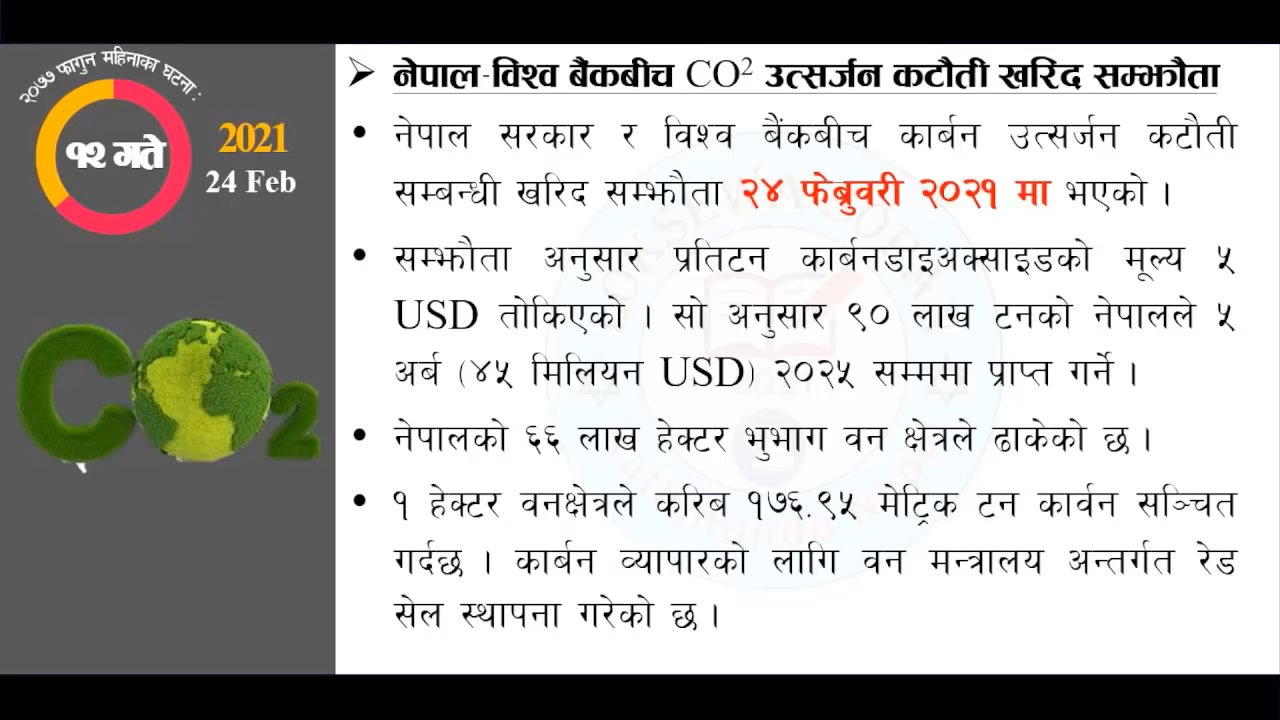 २०७७ फागुन महिनाका घटना :
१२ गते
2021
24 Feb
CO2
➢ नेपाल-विश्व बैंकबीच CO² उत्सर्जन कटौती खरिद सम्झौता
• नेपाल सरकार र विश्व बैंकबीच कार्बन उत्सर्जन कटौती
सम्बन्धी खरिद सम्झौता २४ फेब्रुवरी २०२१ मा भएको ।
• सम्झौता अनुसार प्रतिटन कार्बनडाइअक्साइडको मूल्य ५
USD तोकिएको । सो अनुसार ९० लाख टनको नेपालले ५
अर्ब (४५ मिलियन USD) २०२५ सम्ममा प्राप्त गर्ने ।
• नेपालको ६६ लाख हेक्टर भुभाग वन क्षेत्रले ढाकेको छ ।
• १ हेक्टर वनक्षेत्रले करिब १७६.९५ मेट्रिक टन कार्वन सञ्चित
गर्दछ । कार्बन व्यापारको लागि वन मन्त्रालय अन्तर्गत रेड
सेल स्थापना गरेको छ ।